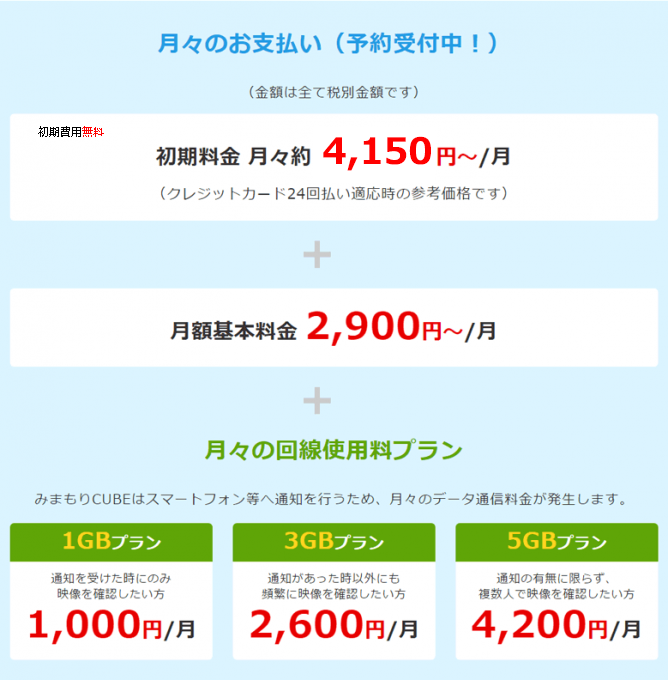 月々のお支払い（予約受付中！）
（金額は全て税別金額です）
初期費用無料
初期料金 月々約 4,150円～/月
（クレジットカード24回払い適応時の参考価格です）
+
月額基本料金 2,900円～/月
+
月々の回線使用料プラン
みまもりCUBEはスマートフォン等へ通知を行うため、月々のデータ通信料金が発生します。
1GBプラン
通知を受けた時にのみ
映像を確認したい方
1,000円/月
3GBプラン
通知があった時以外にも
頻繁に映像を確認したい方
2,600円/月
5GBプラン
通知の有無に限らず、
複数人で映像を確認したい方
4,200円/月